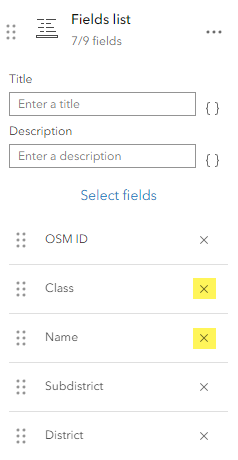 Fields list
7/9 fields
Title
Enter a title
{ }
Description
Enter a description
{ }
Select fields
OSM ID
Class
Name
Subdistrict
District